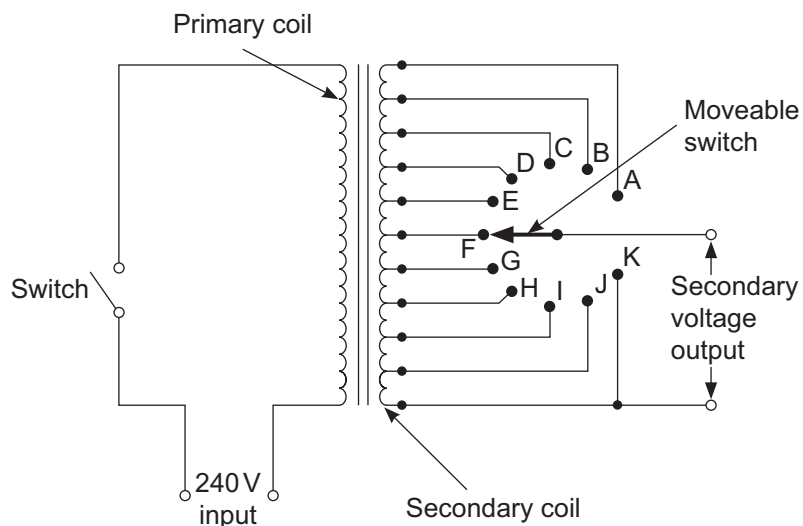 Primary coil
Moveable
switch
C
B
D
A
E
F
G
K
H
I
J
Switch
Secondary
voltage
output
240 V
input
Secondary coil